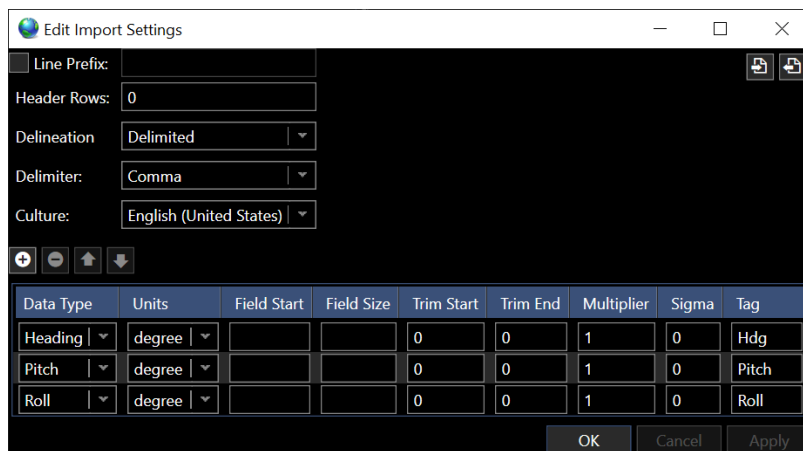 Edit Import Settings
Line Prefix:
Header Rows: 0
Delineation Delimited
Delimiter: Comma
Culture: English (United States)
Data Type Units Field Start Field Size Trim Start Trim End Multiplier Sigma Tag
Heading degree 0 0 1 0 Hdg
Pitch degree 0 0 1 0 Pitch
Roll degree 0 0 1 0 Roll
OK Cancel Apply